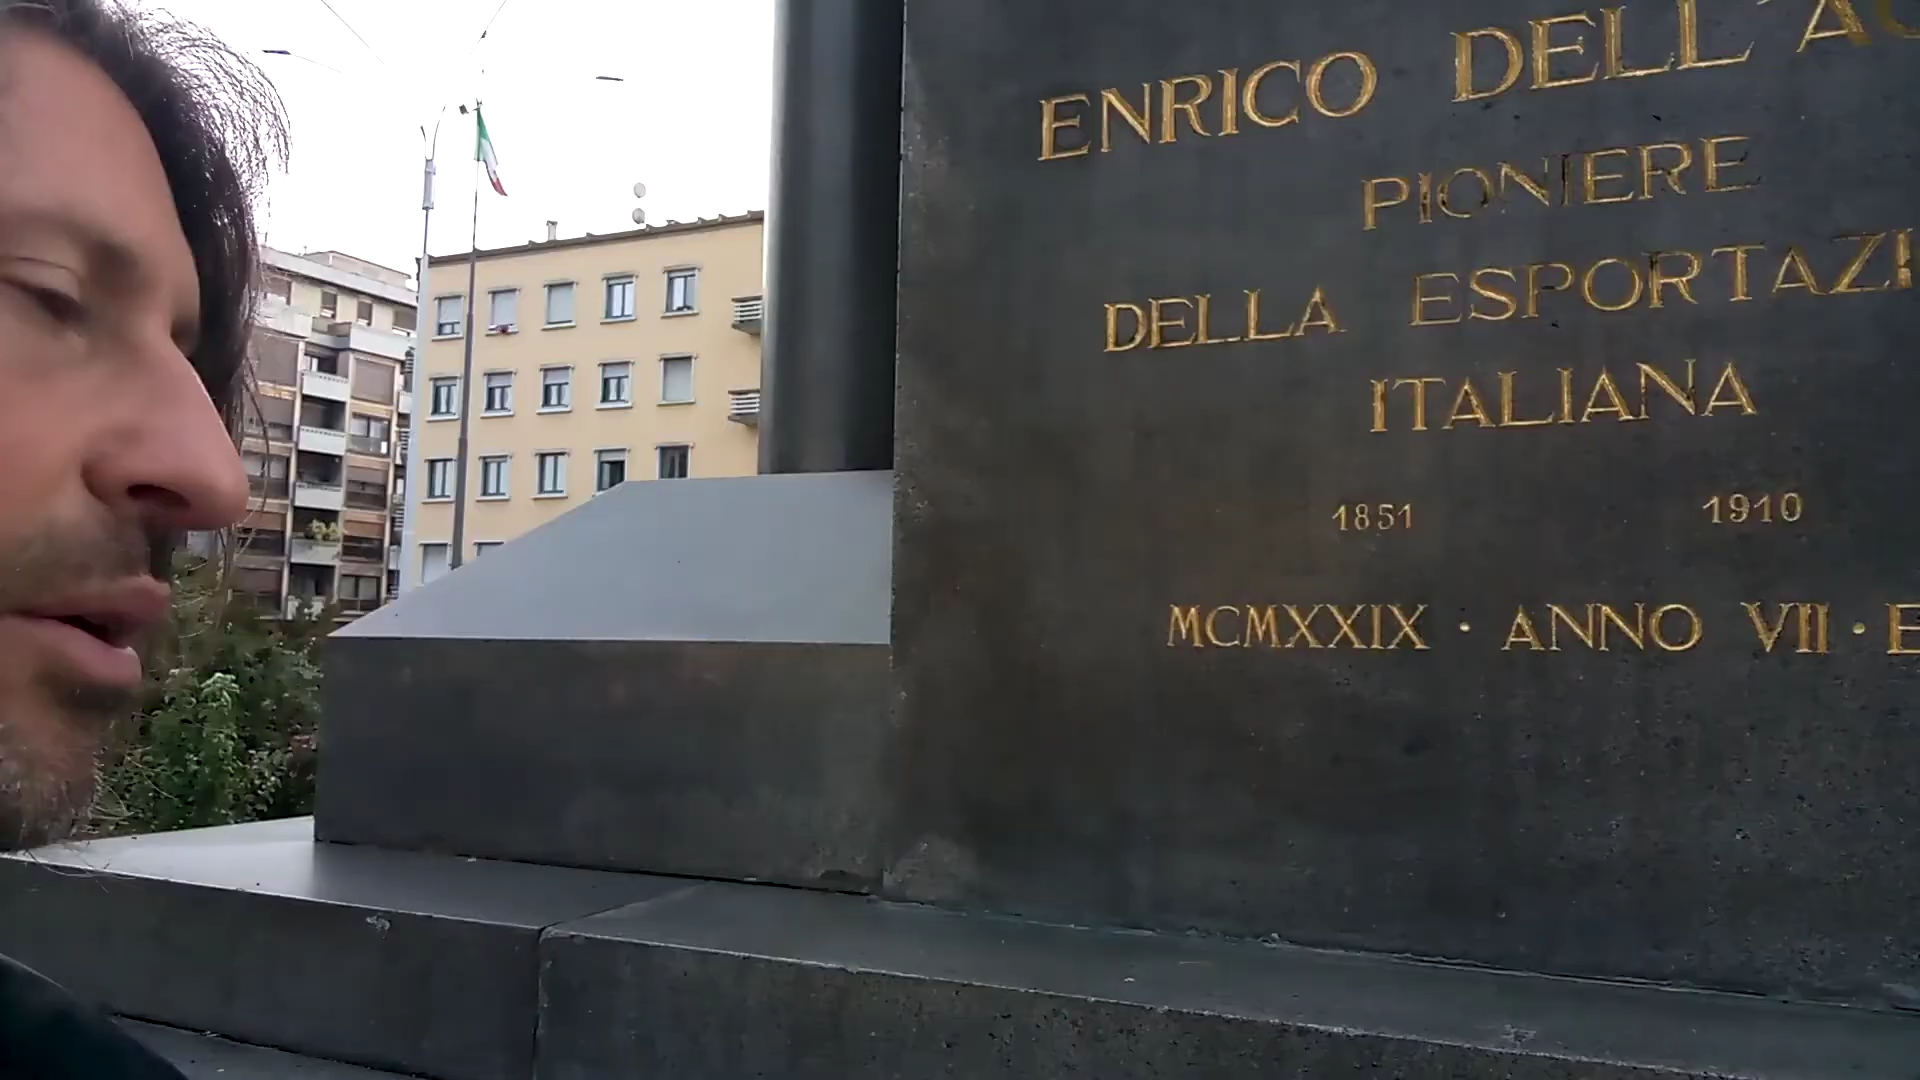 ENRICO DELL'A
PIONIERE
DELLA ESPORTAZI
ITALIANA
1851 1910
MCMXXIX · ANNO VII · E